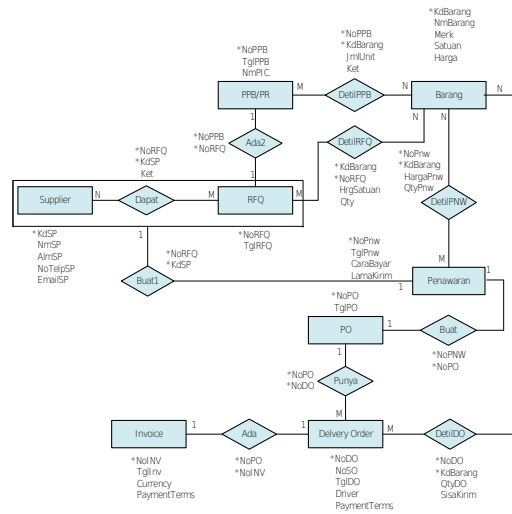 *KdBarang
NmBarang
Merk
Satuan
Harga
*NoPPB
*KdBarang
JmlUnit
Ket
*NoPPB
TglPPB
NmPIC
PPB/PR
M
DetilPPB
N
Barang
N
1
N
N
*NoPPB
*NoRFQ
Ada2
DetilRFQ
*NoRFQ
*KdSP
Ket
1
*KdBarang
*NoRFQ
HrgSatuan
Qty
*NoPnw
*KdBarang
HargaPnw
QtyPnw
Supplier
N
Dapat
M
RFQ
M
DetilPNW
*KdSP
NmSP
AlmSP
NoTelpSP
EmailSP
1
*NoRFQ
TglRFQ
*NoRFQ
*KdSP
Buat1
*NoPnw
TglPnw
CaraBayar
LamaKirim
M
1
1
Penawaran
*NoPO
TglPO
PO
1
Buat
1
*NoPNW
*NoPO
*NoPO
*NoDO
Punya
M
Invoice
1
Ada
1
Delvery Order
M
DetilDO
*NoINV
TglInv
Currency
PaymentTerms
*NoPO
*NoINV
*NoDO
NoSO
TglDO
Driver
PaymentTerms
*NoDO
*KdBarang
QtyDO
SisaKirim